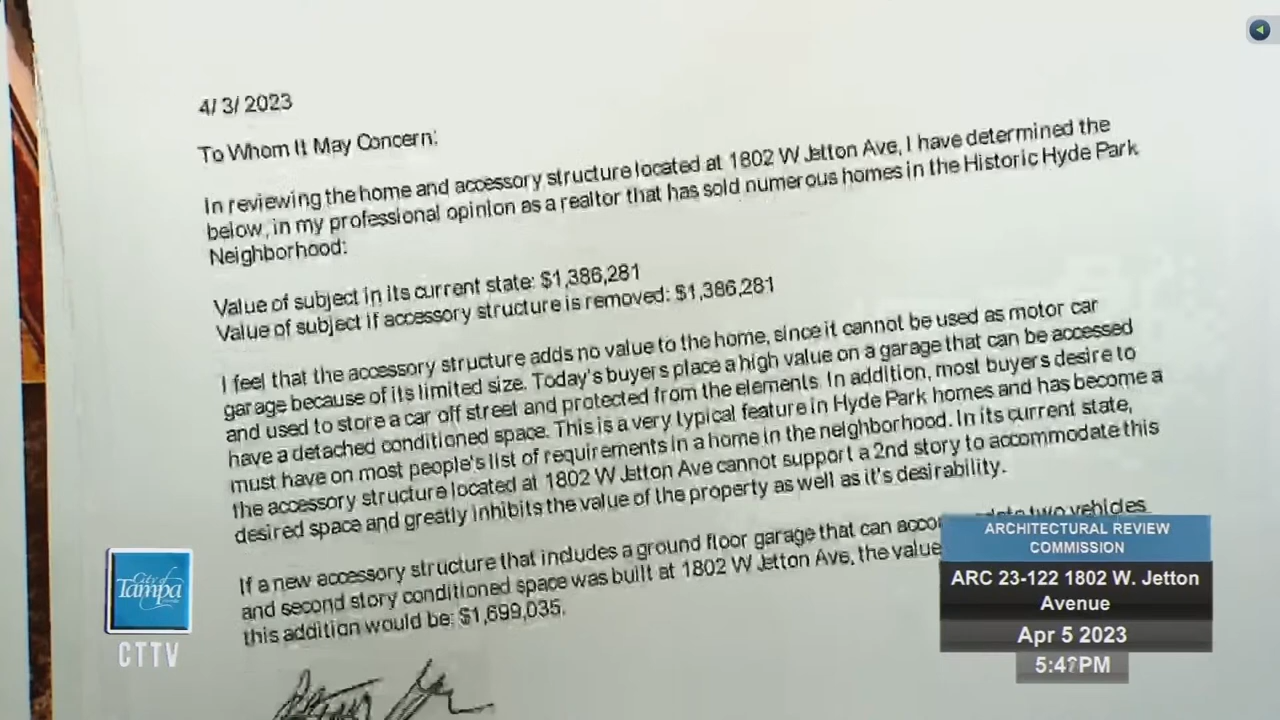 4/3/2023
To Whom It May Concern:
In reviewing the home and accessory structure located at 1802 W Jetton Ave, I have determined the
below, in my professional opinion as a realtor that has sold numerous homes in the Historic Hyde Park
Neighborhood:
Value of subject in its current state: $1,386,281
Value of subject if accessory structure is removed: $1,386,281
I feel that the accessory structure adds no value to the home, since it cannot be used as motor car
garage because of its limited size. Today's buyers place a high value on a garage that can be accessed
and used to store a car off street and protected from the elements. In addition, most buyers desire to
have a detached conditioned space. This is a very typical feature in Hyde Park homes and has become a
must have on most people's list of requirements in a home in the neighborhood. In its current state,
the accessory structure located at 1802 W Jetton Ave cannot support a 2nd story to accommodate this
desired space and greatly inhibits the value of the property as well as it's desirability.
If a new accessory structure that includes a ground floor garage that can two vehicles
and second story conditioned space was built at 1802 W Jetton Ave, the value
this addition would be: $1,699,035.
City of
Tampa
CTTV
ARCHITECTURAL REVIEW
COMMISSION
ARC 23-122 1802 W. Jetton
Avenue
Apr 5 2023